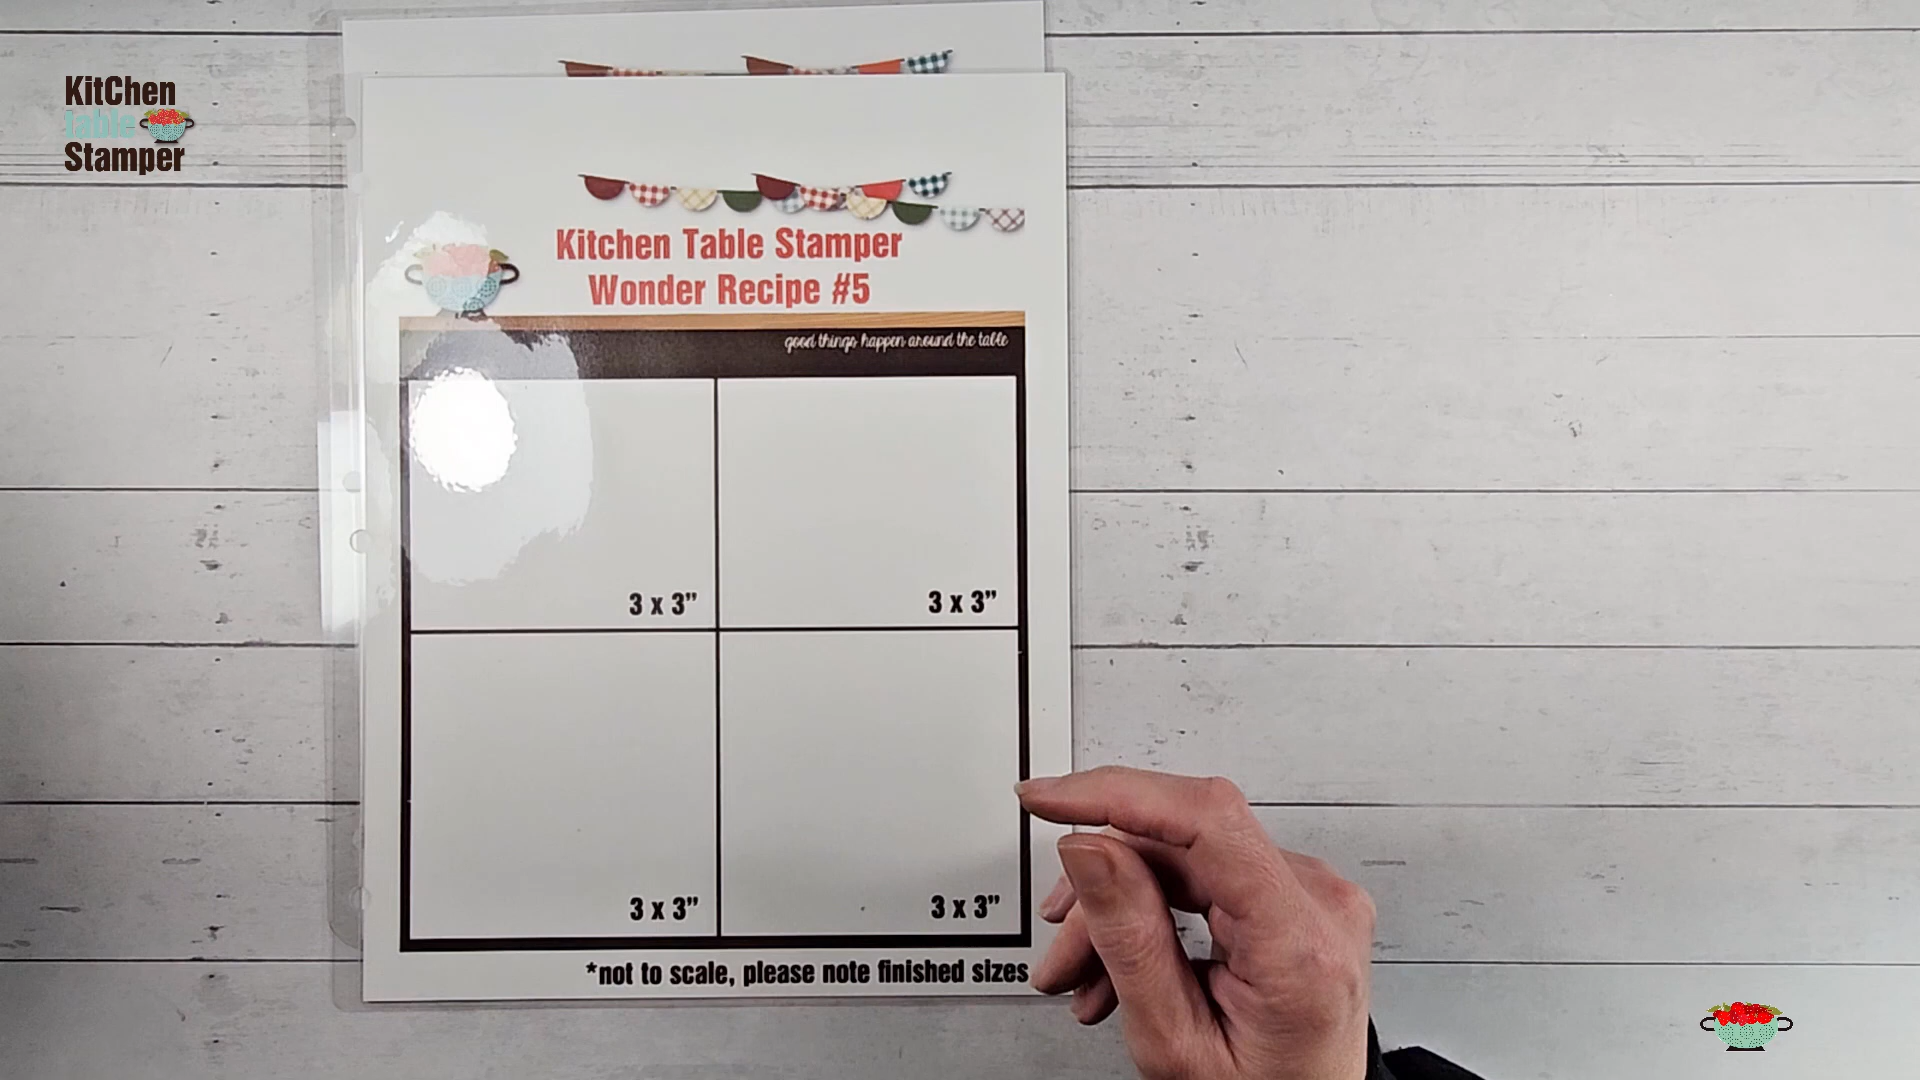 KitChen
table
Stamper
Kitchen Table Stamper
Wonder Recipe #5
good things happen around the table
3 x 3”
3 x 3”
3 x 3”
3 x 3”
*not to scale, please note finished sizes